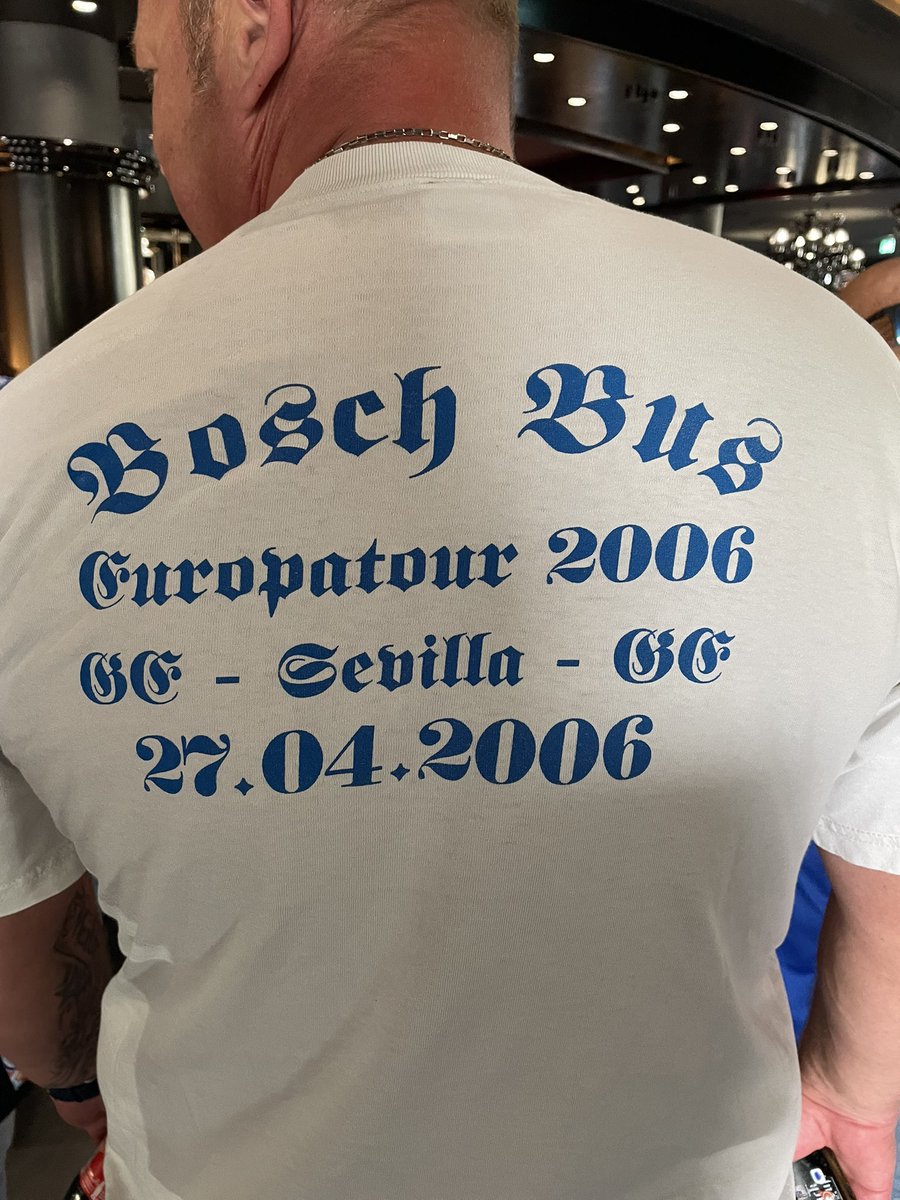 Bosch Bus
Europatour 2006
GE - Sevilla - GE
27.04.2006